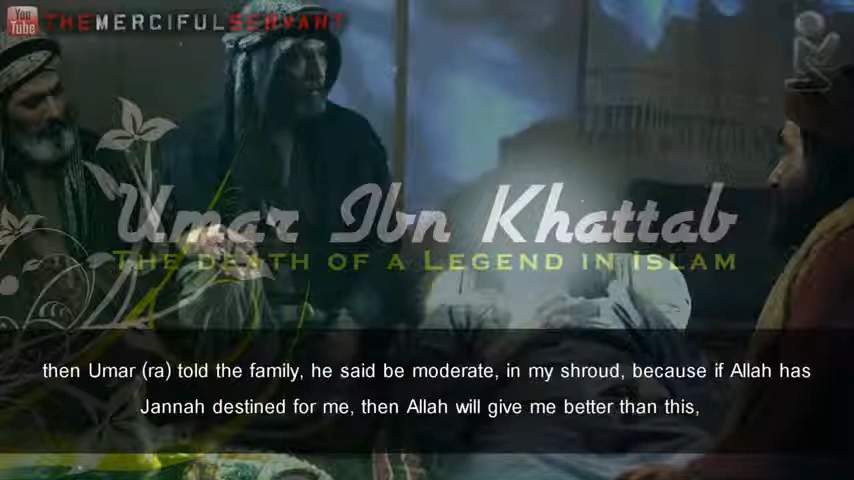 You
Tube
THEMERCIFULSERVANT
Umar Ibn Khattab
THE DEATH OF A LEGEND IN ISLAM
then Umar (ra) told the family, he said be moderate, in my shroud, because if Allah has
Jannah destined for me, then Allah will give me better than this,